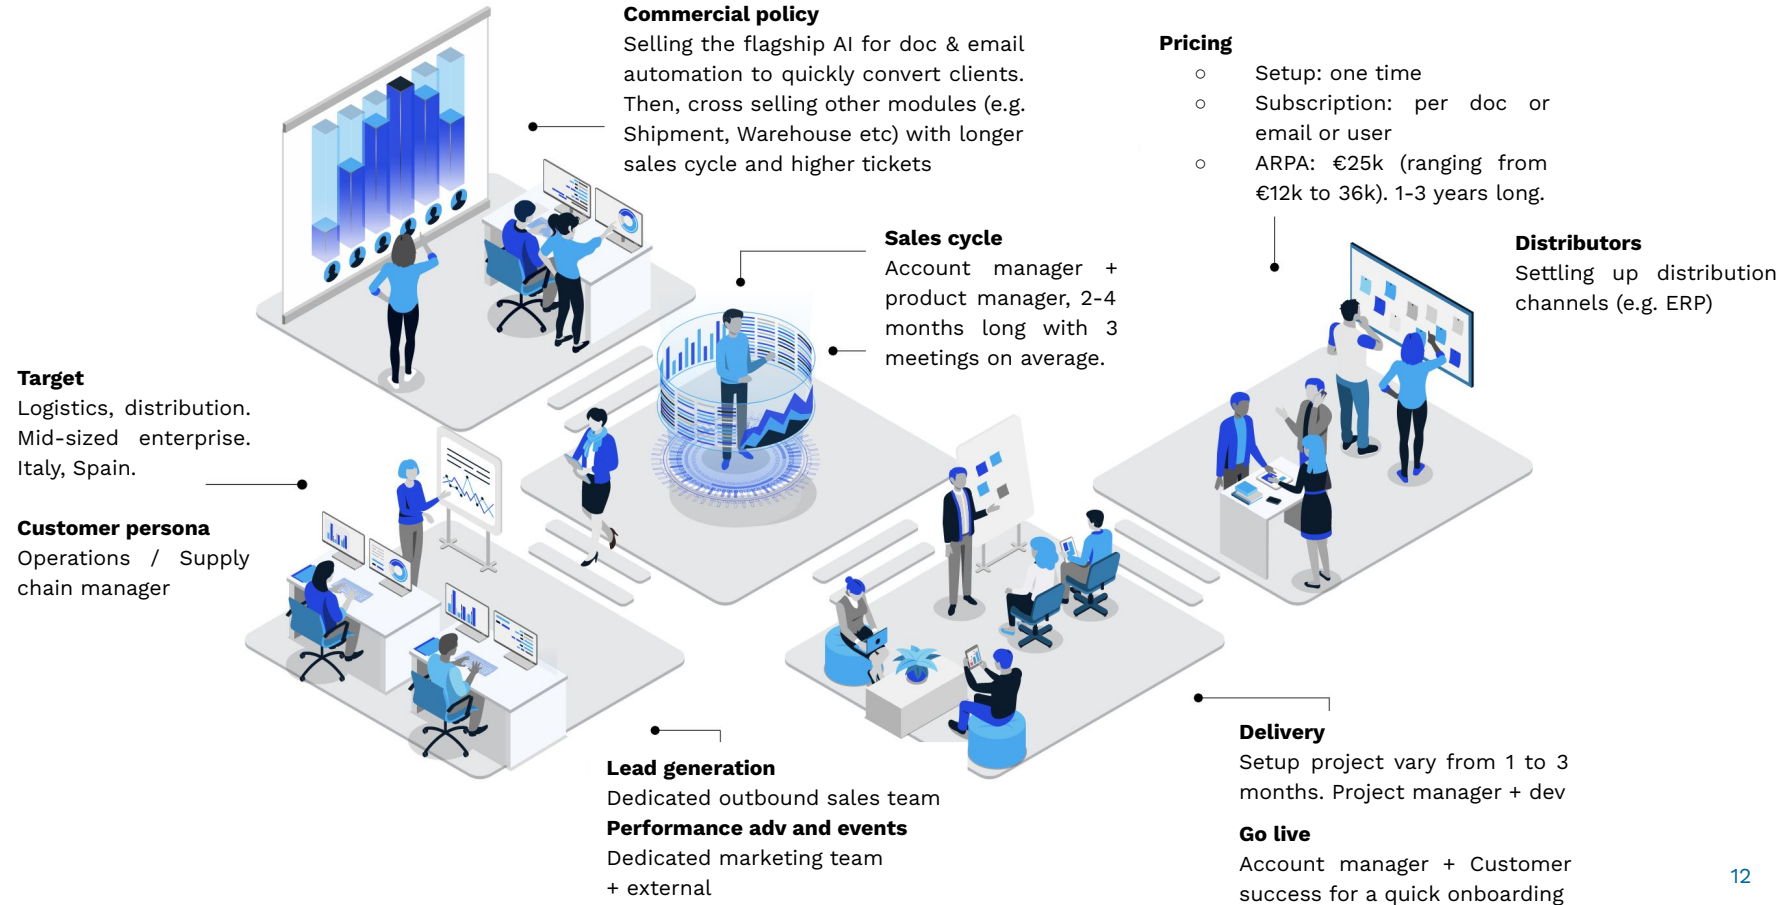 Commercial policy
Selling the flagship AI for doc & email
automation to quickly convert clients.
Then, cross selling other modules (e.g.
Shipment, Warehouse etc) with longer
sales cycle and higher tickets
Pricing
○ Setup: one time
○ Subscription: per doc or
email or user
○ ARPA: €25k (ranging from
€12k to 36k). 1-3 years long.
Sales cycle
Account manager +
product manager, 2-4
months long with 3
meetings on average.
Distributors
Settling up distribution
channels (e.g. ERP)
Target
Logistics, distribution.
Mid-sized enterprise.
Italy, Spain.
Customer persona
Operations / Supply
chain manager
Lead generation
Dedicated outbound sales team
Performance adv and events
Dedicated marketing team
+ external
Delivery
Setup project vary from 1 to 3
months. Project manager + dev
Go live
Account manager + Customer
success for a quick onboarding
12